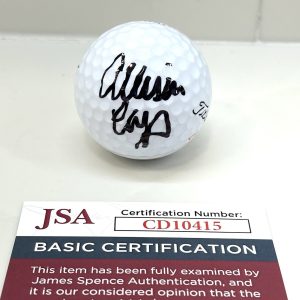 Allison
JSA
Certification Number:
CD10415
BASIC CERTIFICATION
This item has been fully examined by
James Spence Authentication, and
it is our considered opinion that the